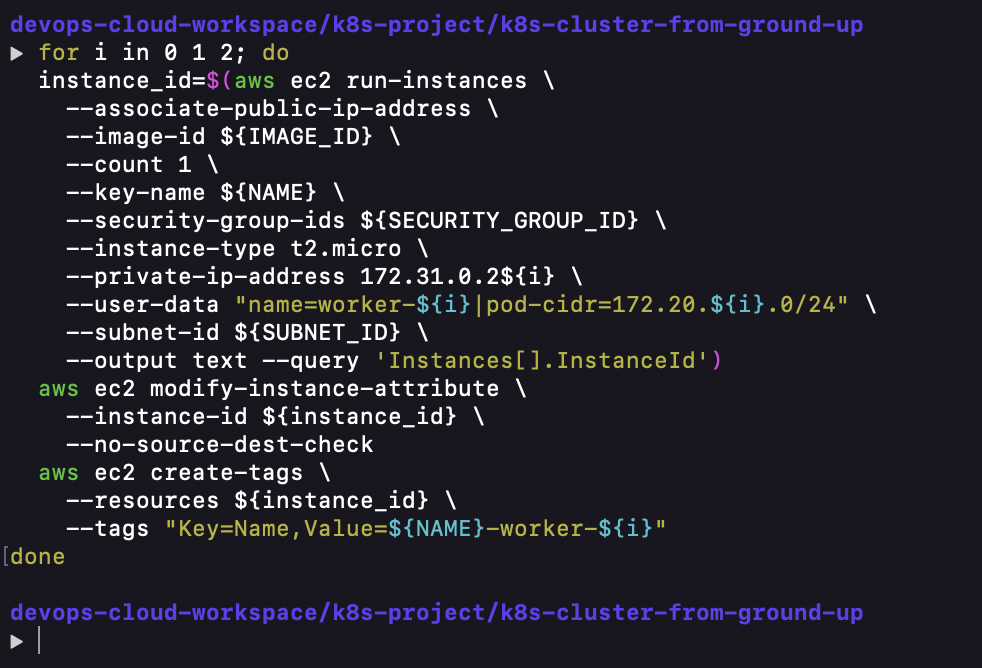 devops-cloud-workspace/k8s-project/k8s-cluster-from-ground-up
▶ for i in 0 1 2; do
  instance_id=$(aws ec2 run-instances \
    --associate-public-ip-address \
    --image-id ${IMAGE_ID} \
    --count 1 \
    --key-name ${NAME} \
    --security-group-ids ${SECURITY_GROUP_ID} \
    --instance-type t2.micro \
    --private-ip-address 172.31.0.2${i} \
    --user-data "name=worker-${i}|pod-cidr=172.20.${i}.0/24" \
    --subnet-id ${SUBNET_ID} \
    --output text --query 'Instances[].InstanceId')
  aws ec2 modify-instance-attribute \
    --instance-id ${instance_id} \
    --no-source-dest-check
  aws ec2 create-tags \
    --resources ${instance_id} \
    --tags "Key=Name,Value=${NAME}-worker-${i}"
done
devops-cloud-workspace/k8s-project/k8s-cluster-from-ground-up
▶